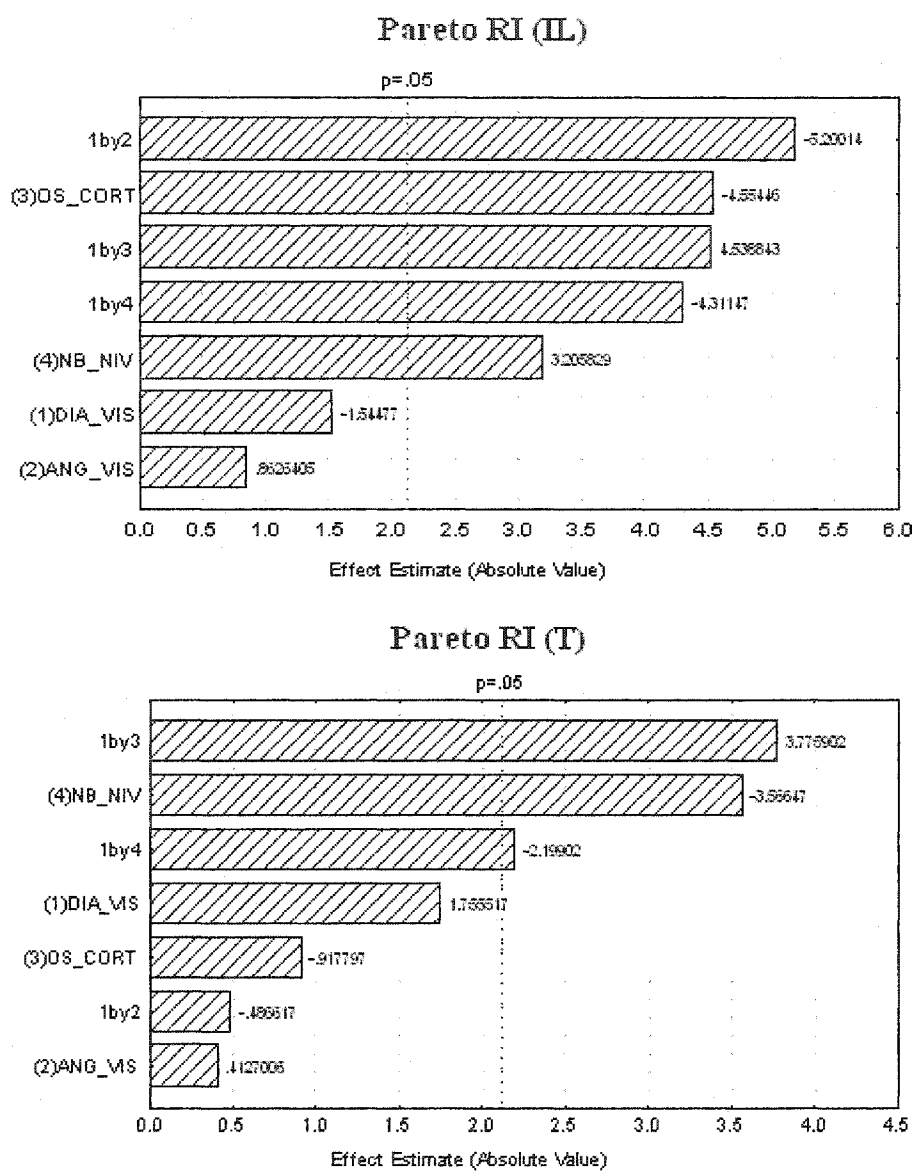 Pareto RI (IL)
p=.05
1by2
-5.20014
(3)OS_CORT
-4.55446
1by3
4.538843
1by4
-4.31147
(4)NB_NIV
3.205829
(1)DIA_VIS
-1.54477
(2)ANG_VIS
.8626405
0.0 0.5 1.0 1.5 2.0 2.5 3.0 3.5 4.0 4.5 5.0 5.5 6.0
Effect Estimate (Absolute Value)
Pareto RI (T)
p=.05
1by3
3.775902
(4)NB_NIV
-3.56647
1by4
-2.19902
(1)DIA_VIS
1.755517
(3)OS_CORT
-.917797
1by2
-.486617
(2)ANG_VIS
.4127006
0.0 0.5 1.0 1.5 2.0 2.5 3.0 3.5 4.0 4.5
Effect Estimate (Absolute Value)